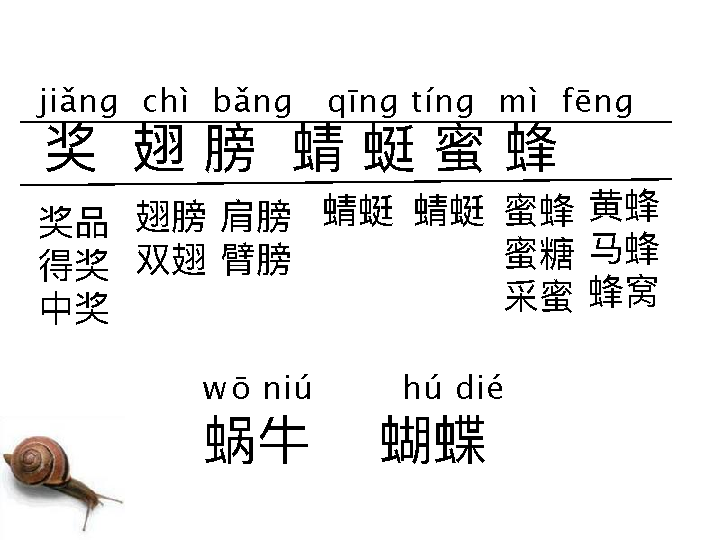 jiǎng chì bǎng qīng tíng mì fēng
奖 翅 膀 蜻 蜓 蜜 蜂
奖品 翅膀 肩膀 蜻蜓 蜻蜓 蜜蜂 黄蜂
得奖 双翅 臂膀 蜜糖 马蜂
中奖 采蜜 蜂窝
wō niú hú dié
蜗牛 蝴蝶